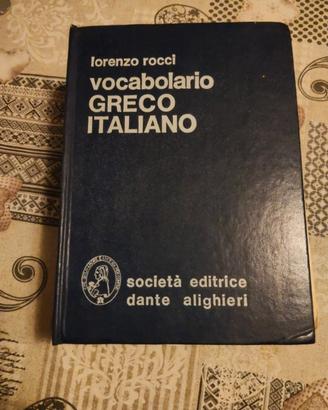 lorenzo rocci
vocabolario
GRECO
ITALIANO
società editrice
dante alighieri